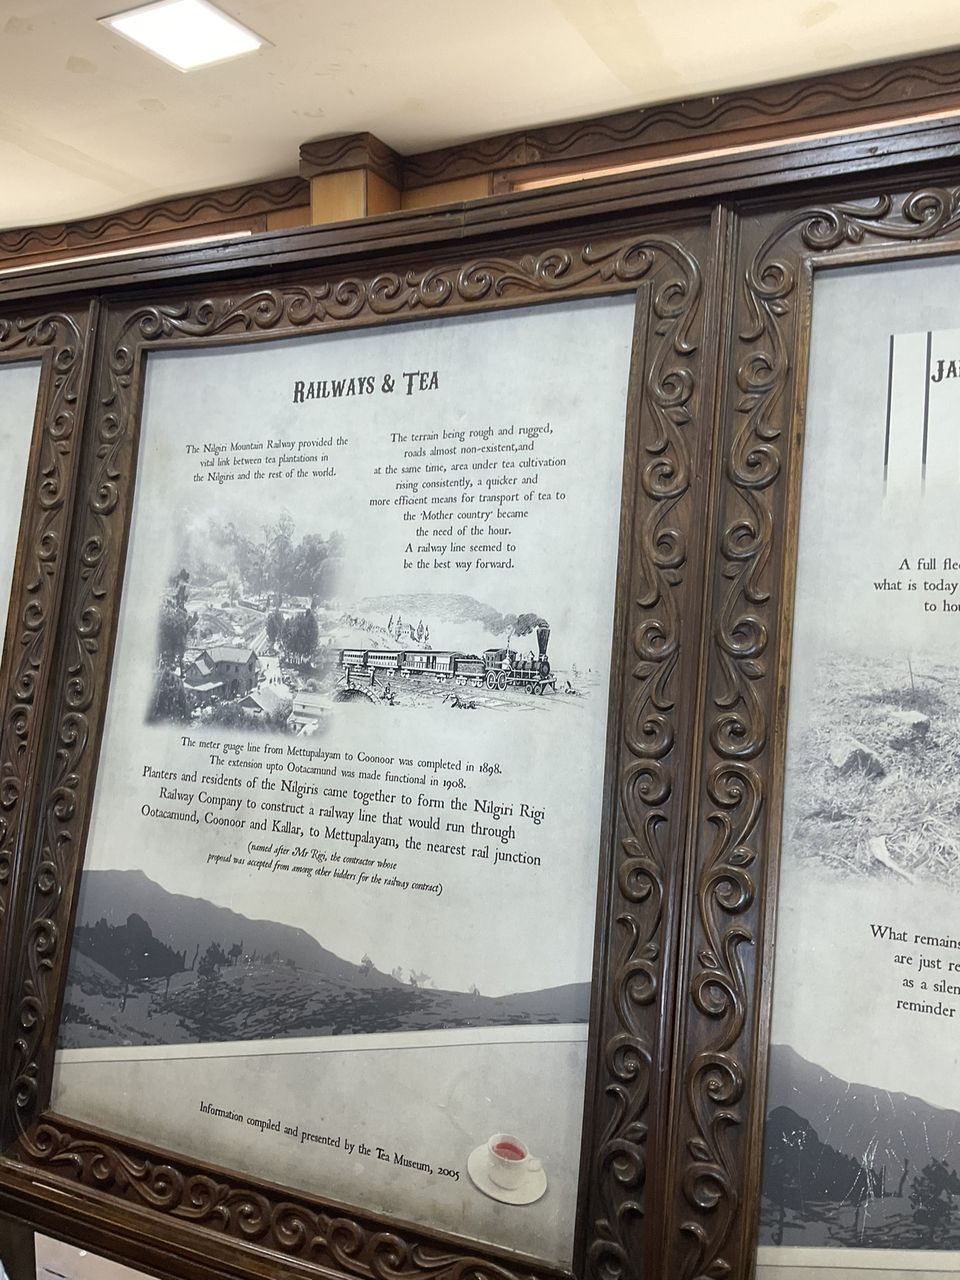 RAILWAYS & TEA
The Nilgiri Mountain Railway provided the
vital link between tea plantations in
the Nilgiris and the rest of the world.
The terrain being rough and rugged,
roads almost non-existent,and
at the same time, area under tea cultivation
rising consistently, a quicker and
more efficient means for transport of tea to
the 'Mother country' became
the need of the hour.
A railway line seemed to
be the best way forward.
The meter guage line from Mettupalayam to Coonoor was completed in 1898.
The extension upto Ootacamund was made functional in 1908.
Planters and residents of the Nilgiris came together to form the Nilgiri Rigi
Railway Company to construct a railway line that would run through
Ootacamund, Coonoor and Kallar, to Mettupalayam, the nearest rail junction
(named after Mr Rigi, the contractor whose
proposal was accepted from among other bidders for the railway contract)
Information compiled and presented by the Tea Museum, 2005
A full
what is today
to
What remains
are just
as a
reminder